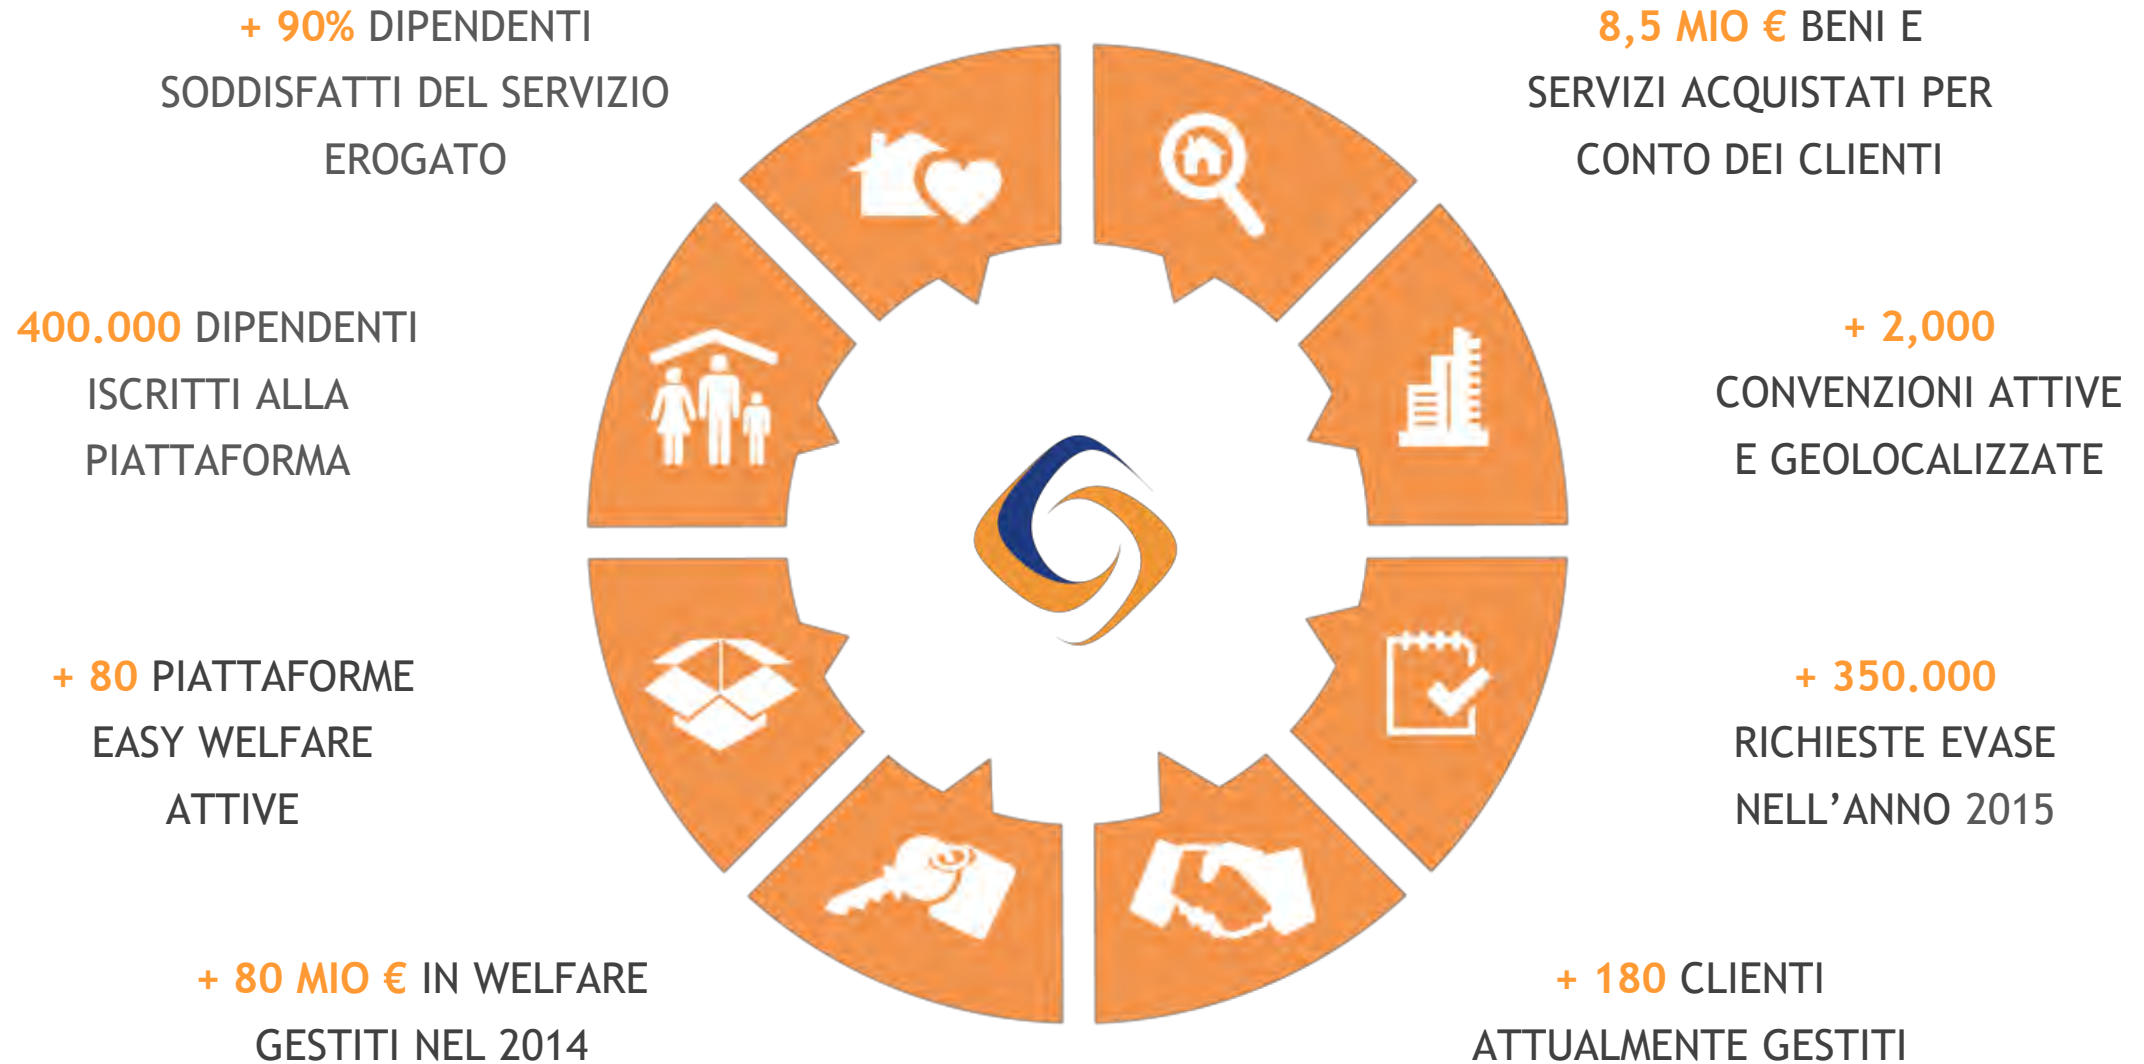 + 90% DIPENDENTI
SODDISFATTI DEL SERVIZIO
EROGATO
8,5 MIO € BENI E
SERVIZI ACQUISTATI PER
CONTO DEI CLIENTI
400.000 DIPENDENTI
ISCRITTI ALLA
PIATTAFORMA
+ 2,000
CONVENZIONI ATTIVE
E GEOLOCALIZZATE
+ 80 PIATTAFORME
EASY WELFARE
ATTIVE
+ 350.000
RICHIESTE EVASE
NELL’ANNO 2015
+ 80 MIO € IN WELFARE
GESTITI NEL 2014
+ 180 CLIENTI
ATTUALMENTE GESTITI